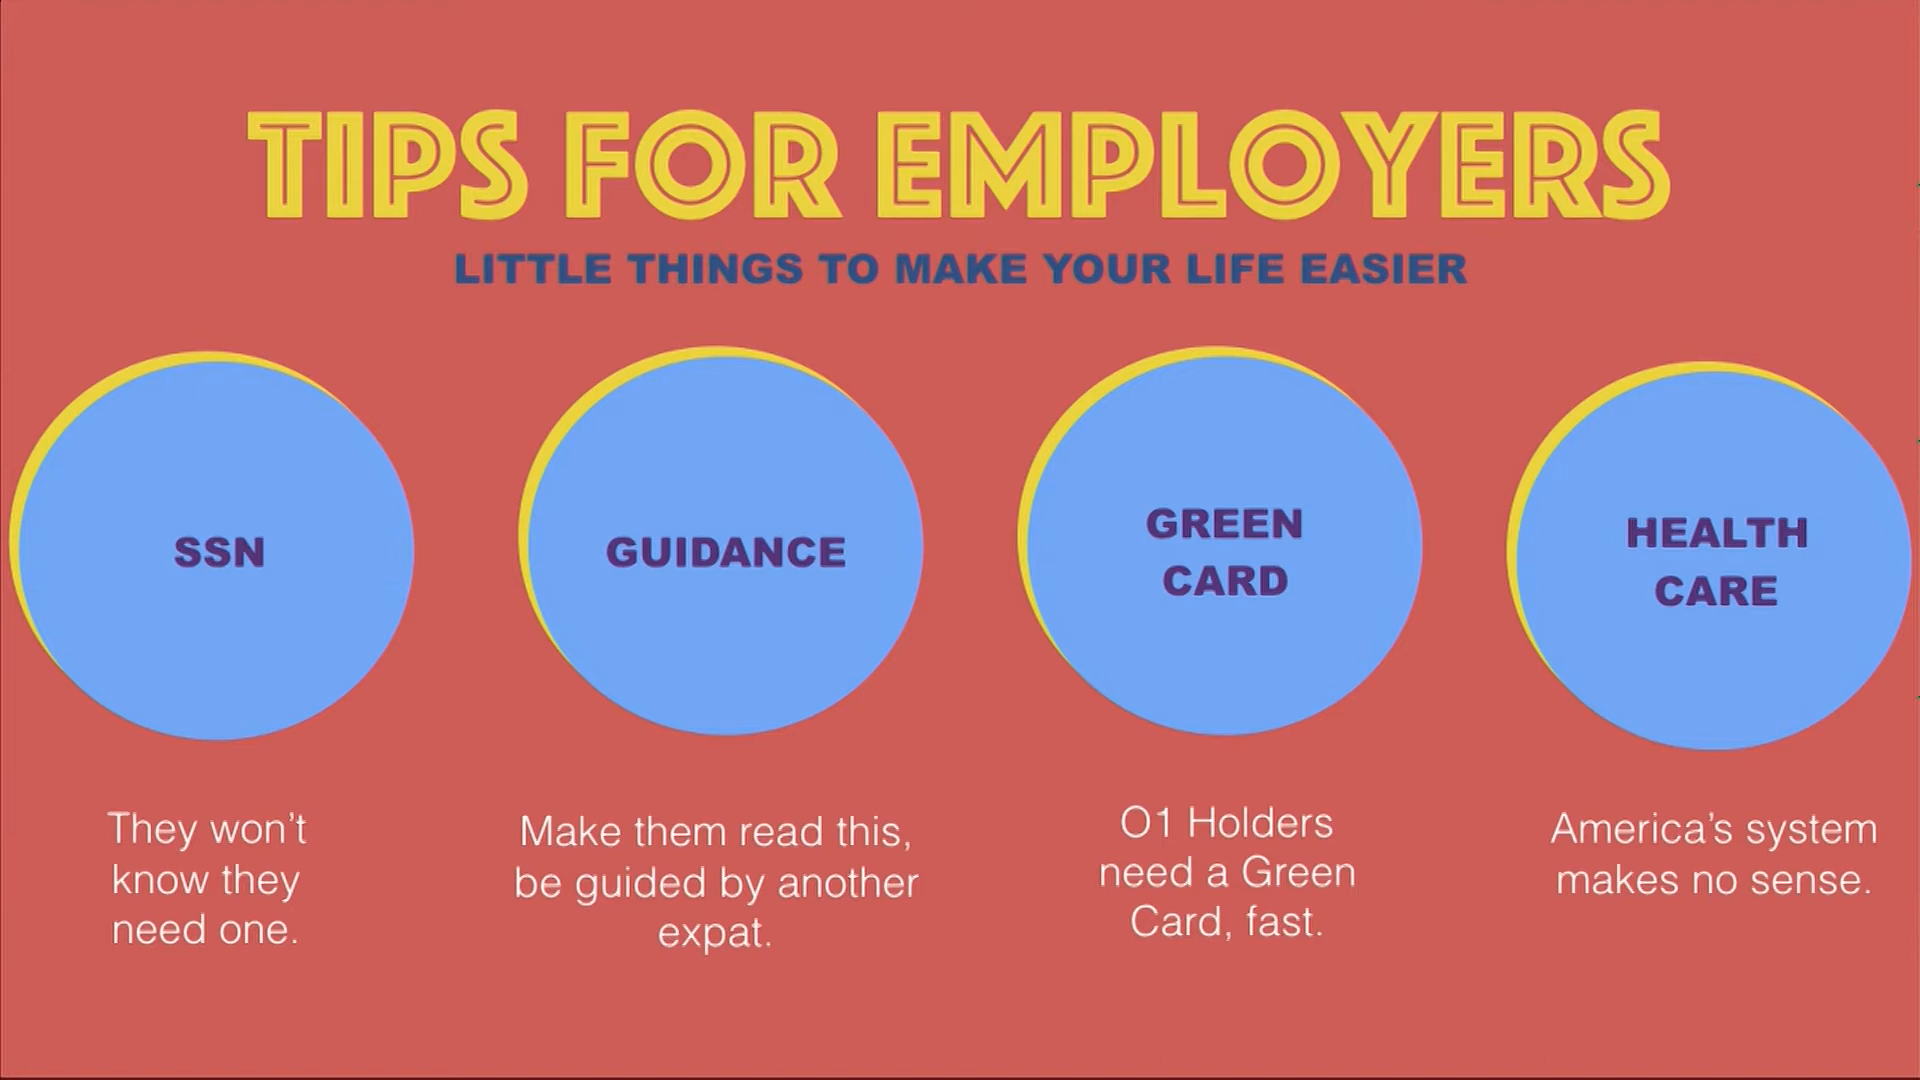 TIPS FOR EMPLOYERS
LITTLE THINGS TO MAKE YOUR LIFE EASIER
SSN
They won't
know they
need one.
GUIDANCE
Make them read this,
be guided by another
expat.
GREEN
CARD
O1 Holders
need a Green
Card, fast.
HEALTH
CARE
America's system
makes no sense.